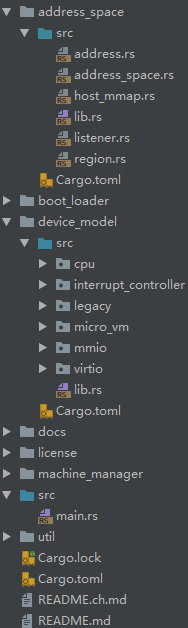 address_space
src
address.rs
address_space.rs
host_mmap.rs
lib.rs
listener.rs
region.rs
Cargo.toml
boot_loader
device_model
src
cpu
interrupt_controller
legacy
micro_vm
mmio
virtio
lib.rs
Cargo.toml
docs
license
machine_manager
src
main.rs
util
Cargo.lock
Cargo.toml
README.ch.md
README.md